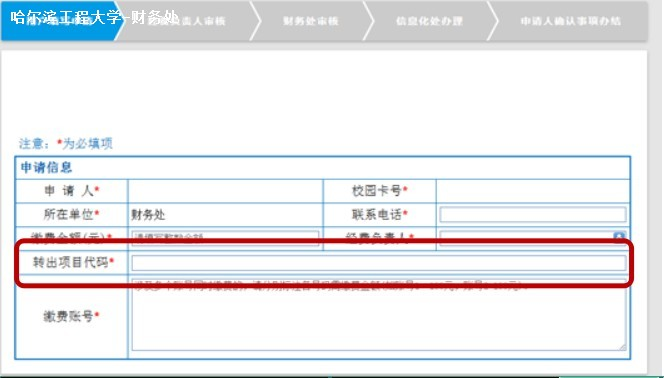 哈尔滨工程大学-财务处
负责人审核
财务处审核
信息化处办理
申请人确认事项办结
注意：*为必填项
申请信息
申 请 人*
校园卡号*
所在单位*
财务处
联系电话*
缴费金额(元)*
经费负责人*
转出项目代码*
缴费账号*